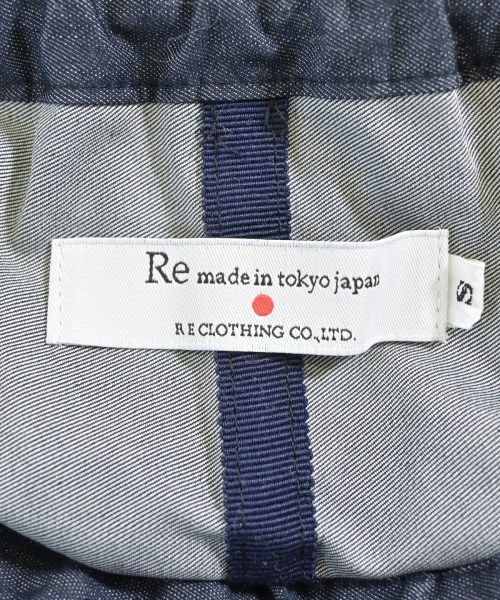 Re made in tokyo japan
RE CLOTHING CO.,LTD.
S